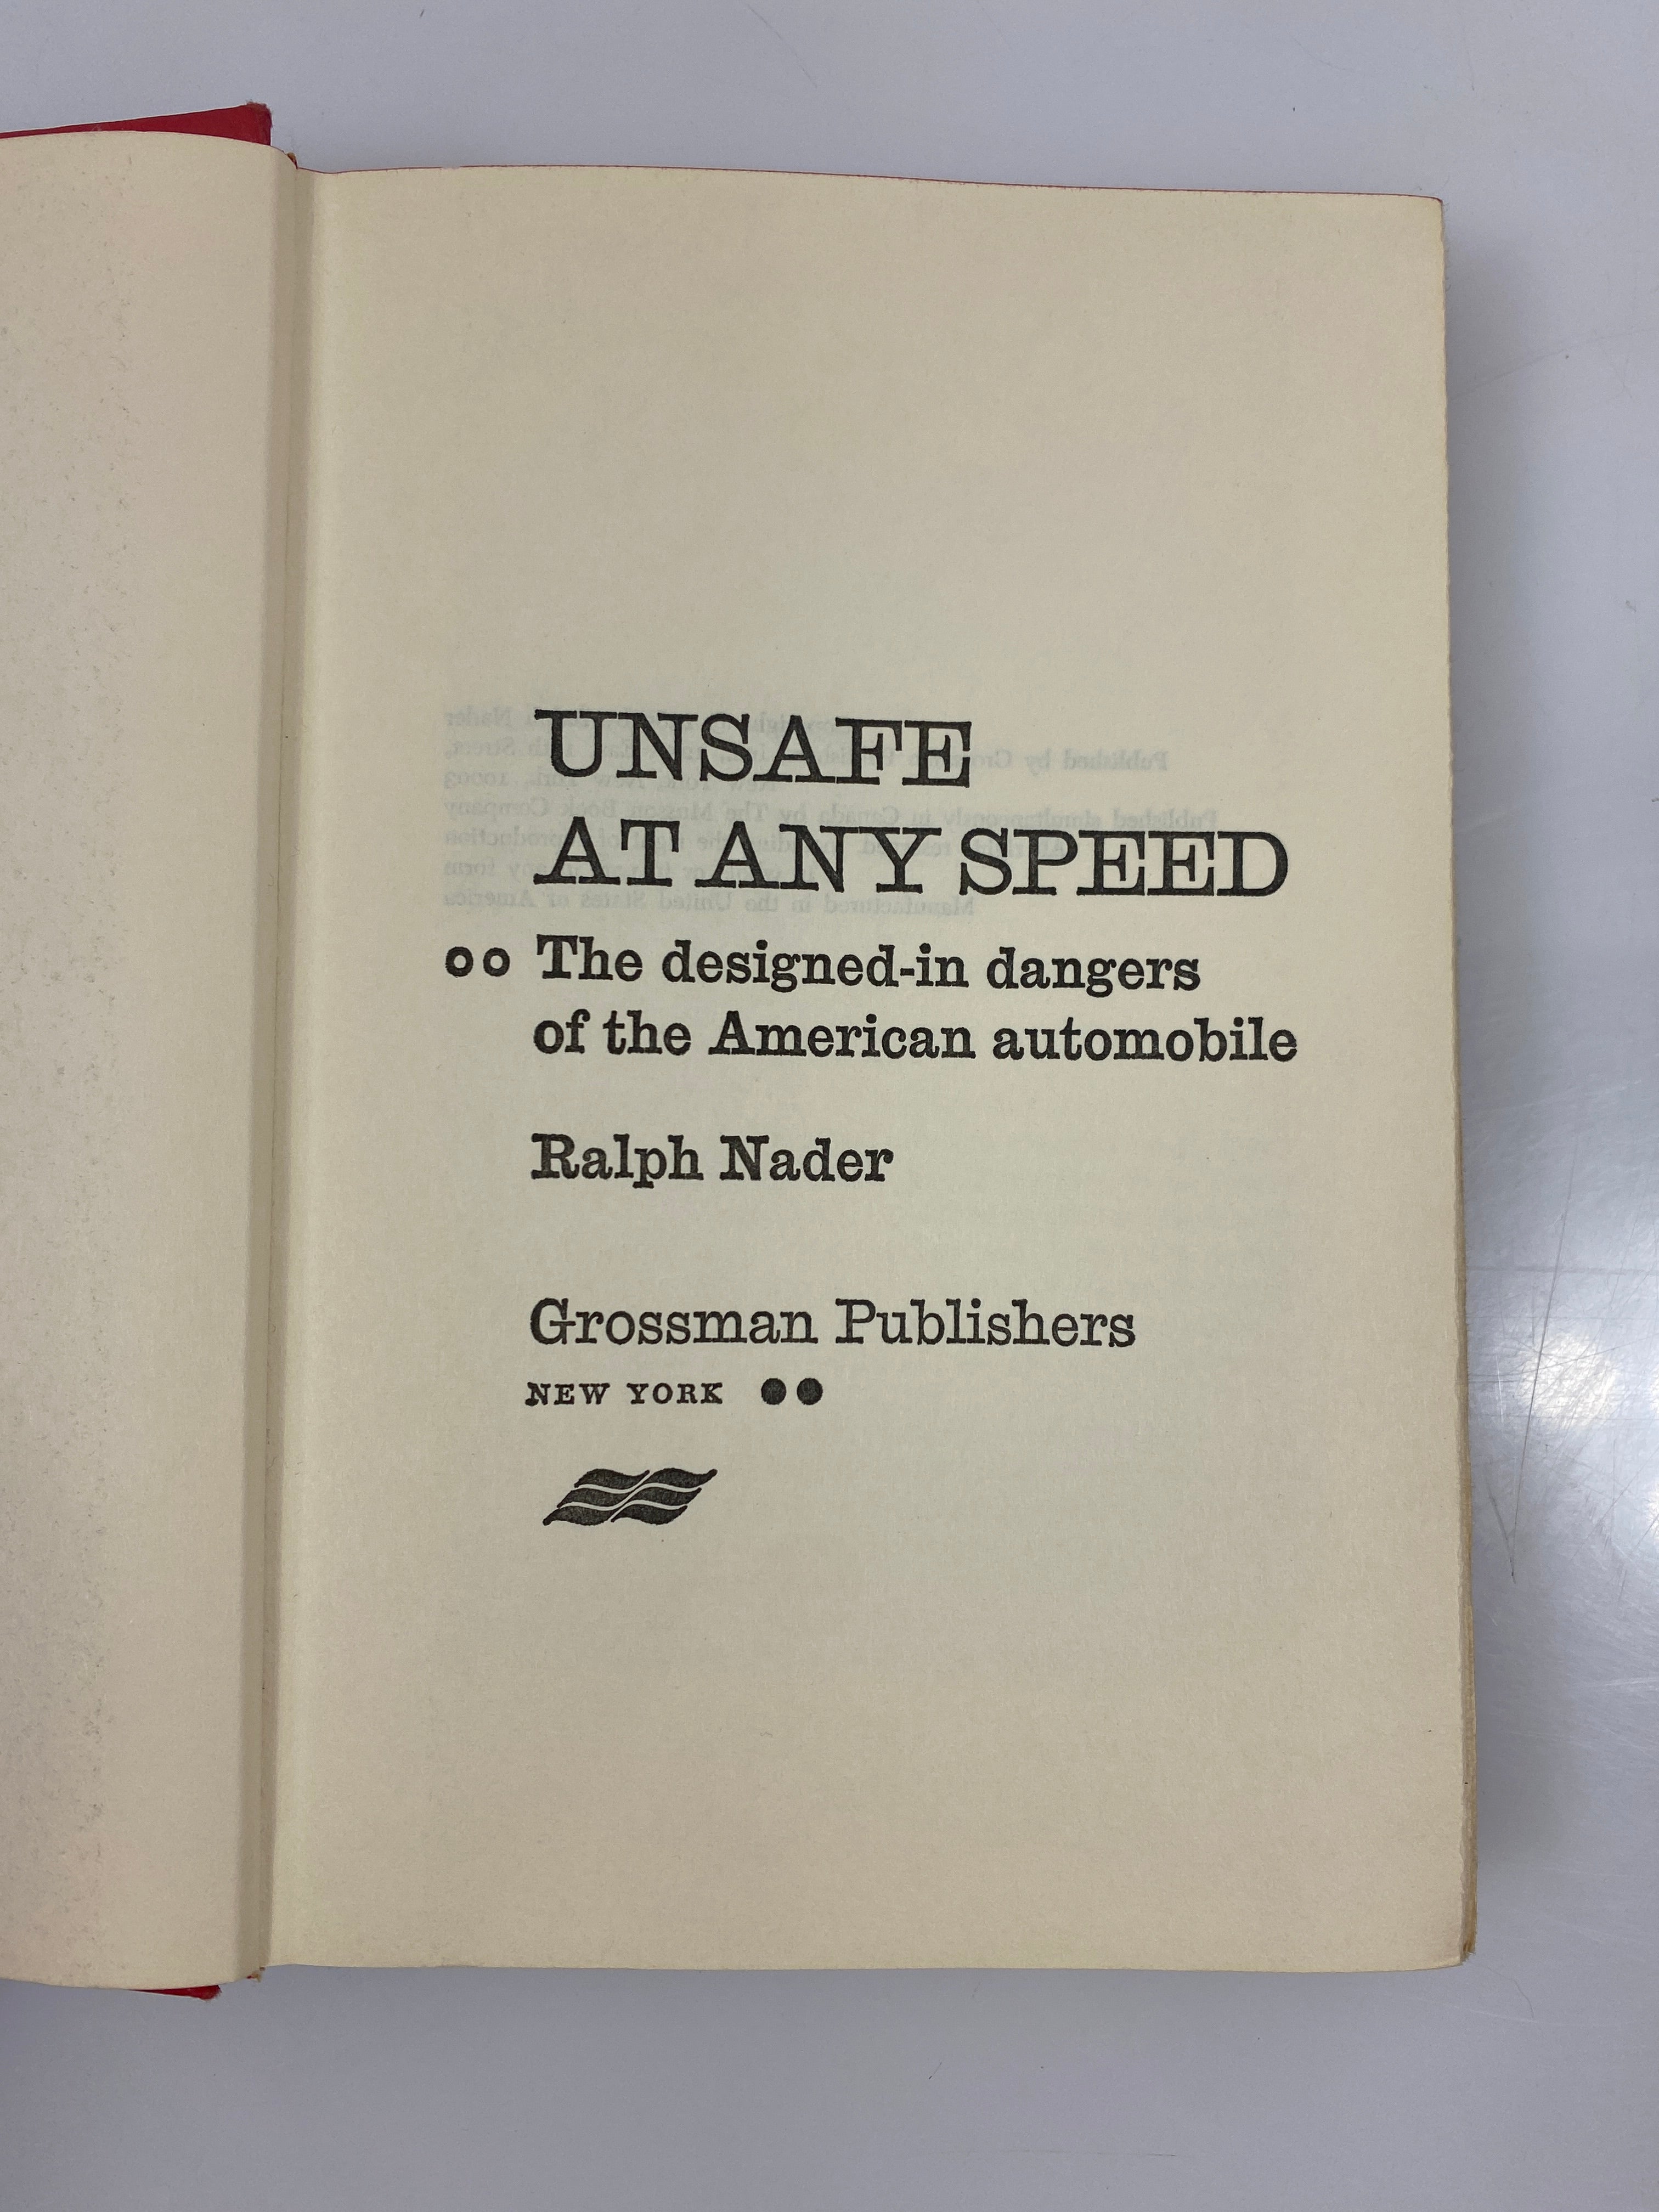 UNSAFE
AT ANY SPEED
The designed-in dangers
of the American automobile
Ralph Nader
Grossman Publishers
NEW YORK